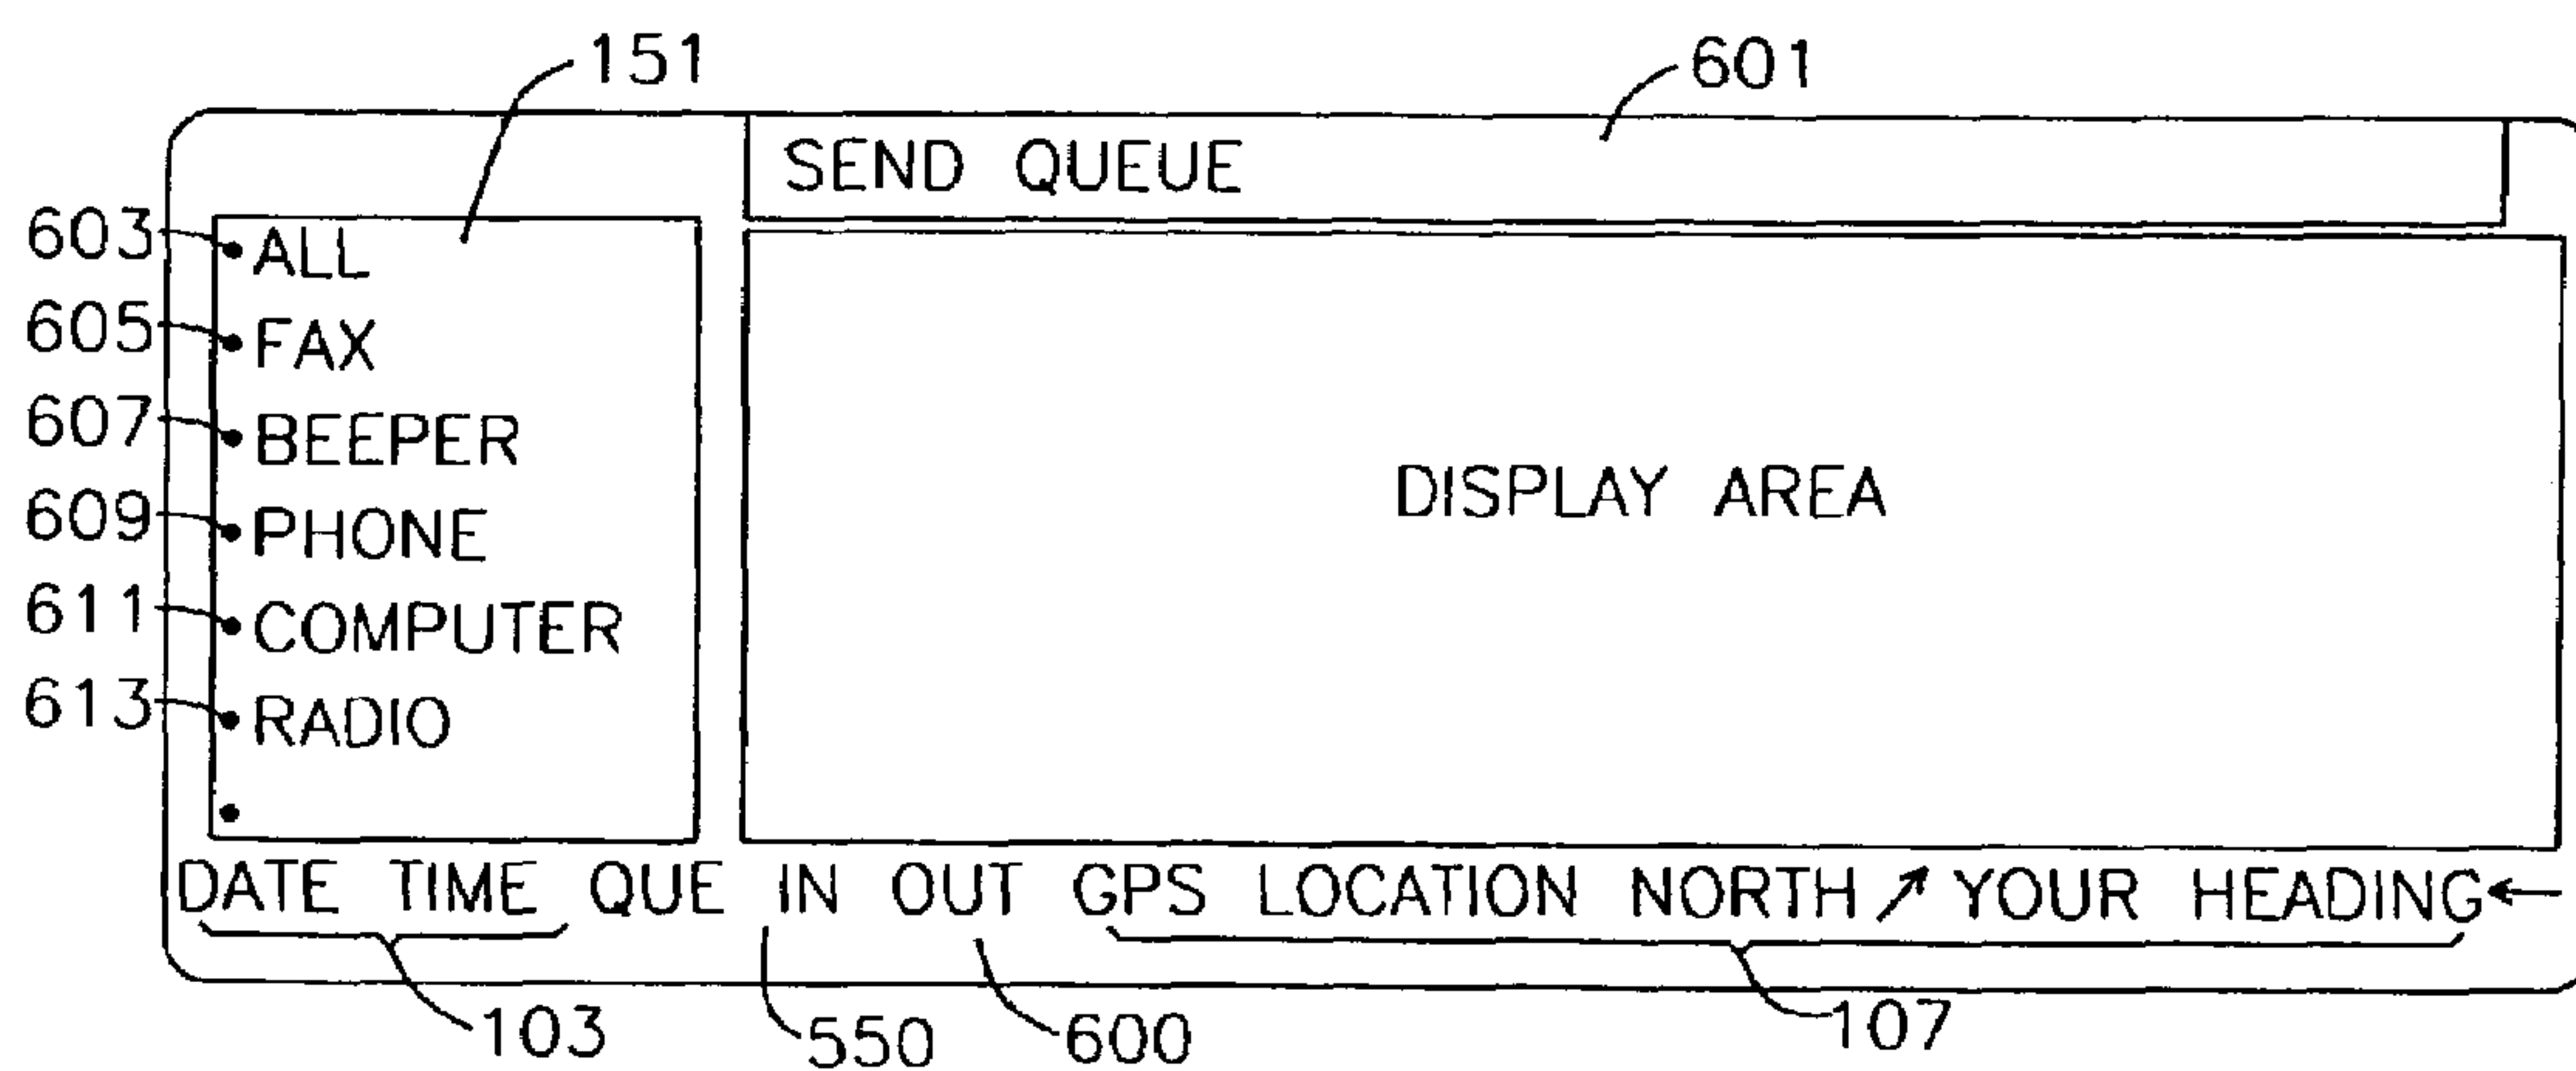 151
601
SEND QUEUE
603 • ALL
605 • FAX
607 • BEEPER
609 • PHONE
611 • COMPUTER
613 • RADIO
•
DISPLAY AREA
DATE TIME QUE IN OUT GPS LOCATION NORTH ↗ YOUR HEADING ←
103 550 600 107